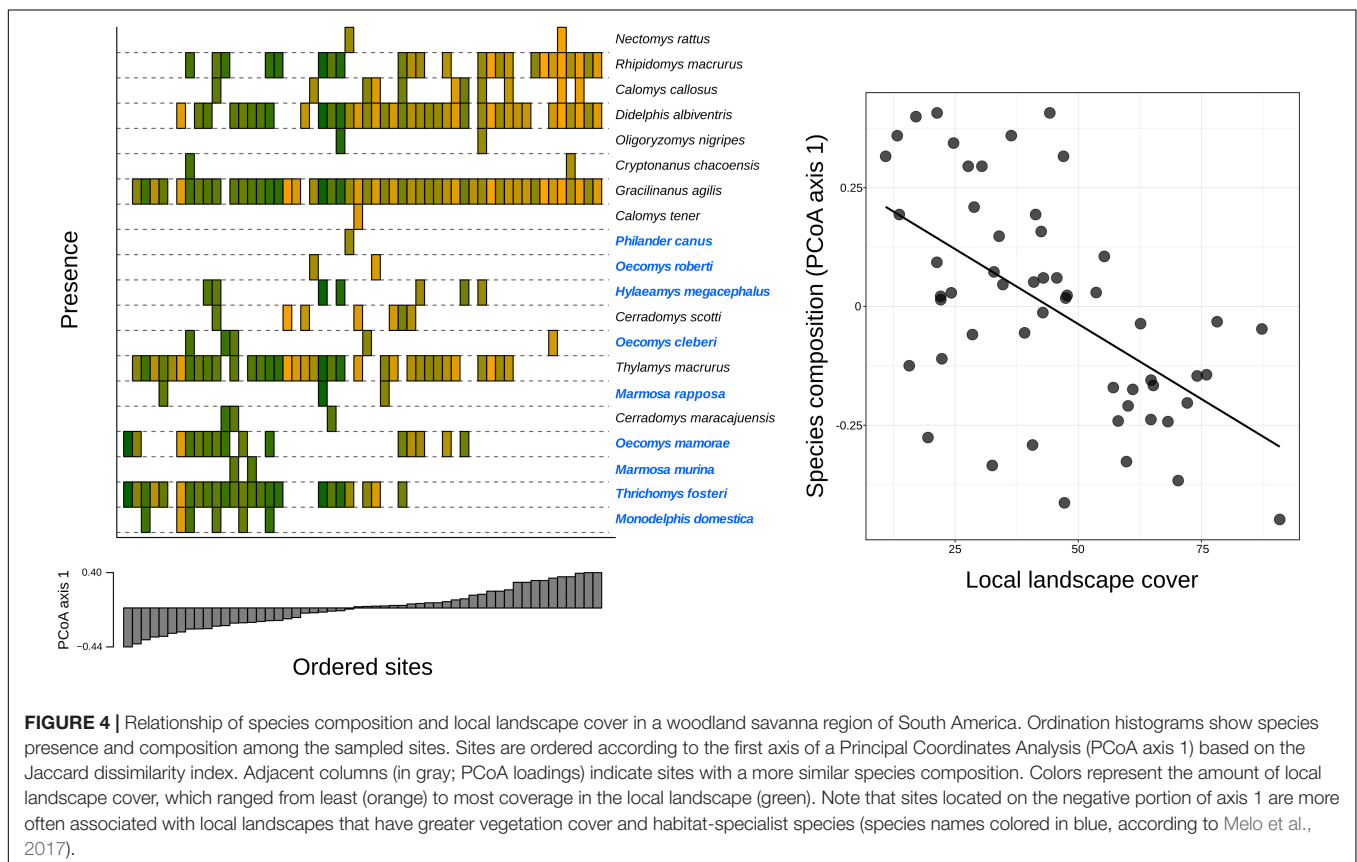 Presence
Nectomys rattus
Rhipidomys macrurus
Calomys callosus
Didelphis albiventris
Oligoryzomys nigripes
Cryptonanus chacoensis
Gracilinanus agilis
Calomys tener
Philander canus
Oecomys roberti
Hylaeamys megacephalus
Cerradomys scotti
Oecomys cleberi
Thylamys macrurus
Marmosa rapposa
Cerradomys maracajuensis
Oecomys mamorae
Marmosa murina
Thrichomys fosteri
Monodelphis domestica
PCoA axis 1
0.40
−0.44
Ordered sites
Species composition (PCoA axis 1)
0.25
0
-0.25
25 50 75
Local landscape cover
FIGURE 4 | Relationship of species composition and local landscape cover in a woodland savanna region of South America. Ordination histograms show species
presence and composition among the sampled sites. Sites are ordered according to the first axis of a Principal Coordinates Analysis (PCoA axis 1) based on the
Jaccard dissimilarity index. Adjacent columns (in gray; PCoA loadings) indicate sites with a more similar species composition. Colors represent the amount of local
landscape cover, which ranged from least (orange) to most coverage in the local landscape (green). Note that sites located on the negative portion of axis 1 are more
often associated with local landscapes that have greater vegetation cover and habitat-specialist species (species names colored in blue, according to Melo et al.,
2017).